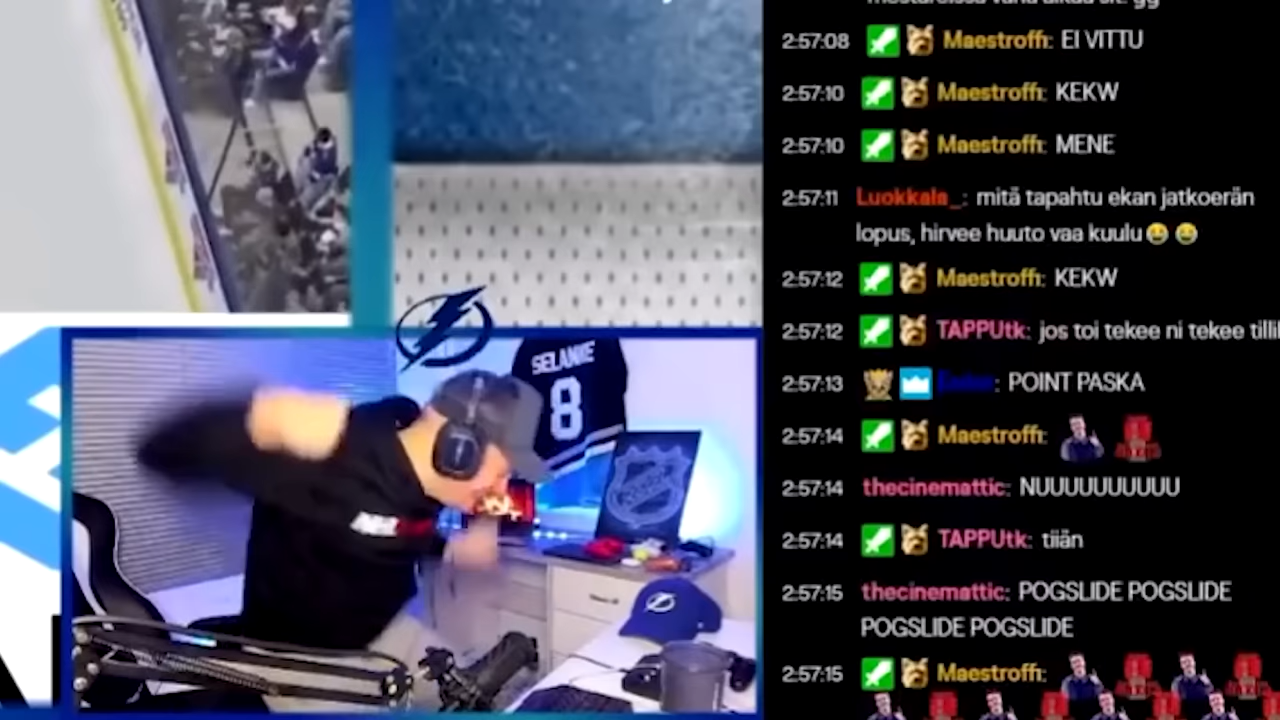 2:57:08 Maestroffi: EI VITTU
2:57:10 Maestroffi: KEKW
2:57:10 Maestroffi: MENE
2:57:11 Luokkala_: mitä tapahtu ekan jatkoerän
lopus, hirvee huuto vaa kuulu
2:57:12 Maestroffi: KEKW
2:57:12 TAPPUtk: jos toi tekee ni tekee
2:57:13 : POINT PASKA
2:57:14 Maestroffi:
2:57:14 thecinemattic: NUUUUUUUUUU
2:57:14 TAPPUtk: tiiän
2:57:15 thecinemattic: POGSLIDE POGSLIDE
POGSLIDE POGSLIDE
2:57:15 Maestroffi:
SELANNE
8